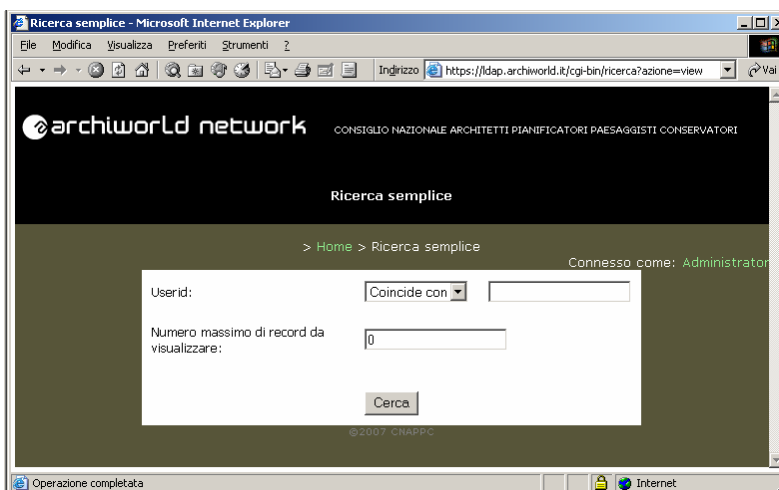 Ricerca semplice - Microsoft Internet Explorer
File Modifica Visualizza Preferiti Strumenti ?
Indirizzo https://ldap.archiworld.it/cgi-bin/ricerca?azione=view Vai
archiworld network CONSIGLIO NAZIONALE ARCHITETTI PIANIFICATORI PAESAGGISTI CONSERVATORI
Ricerca semplice
> Home > Ricerca semplice
Connesso come: Administrator
Userid: Coincide con
Numero massimo di record da
visualizzare: 0
Cerca
©2007 CNAPPC
Operazione completata Internet